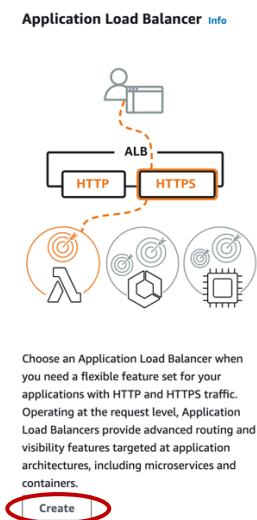 Application Load Balancer Info
ALB
HTTP HTTPS
Choose an Application Load Balancer when
you need a flexible feature set for your
applications with HTTP and HTTPS traffic.
Operating at the request level, Application
Load Balancers provide advanced routing and
visibility features targeted at application
architectures, including microservices and
containers.
Create